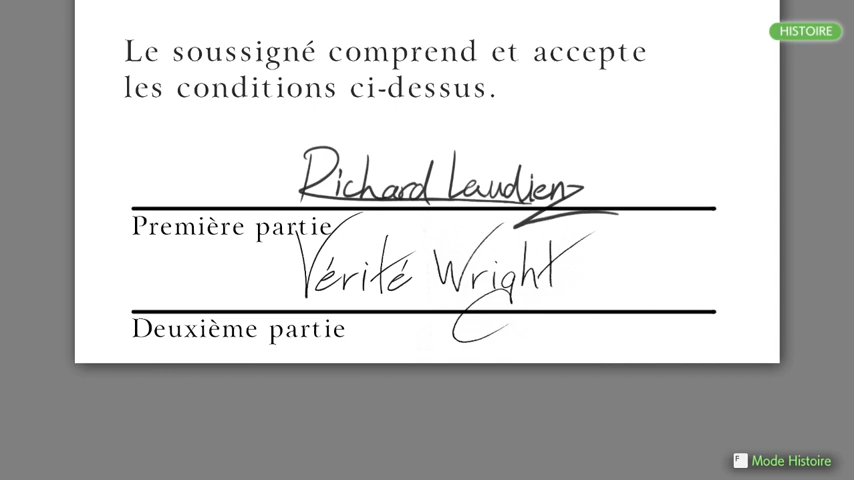 HISTOIRE
Le soussigné comprend et accepte
les conditions ci-dessus.
Richard Laudienz
Première partie
Vérité Wright
Deuxième partie
F Mode Histoire